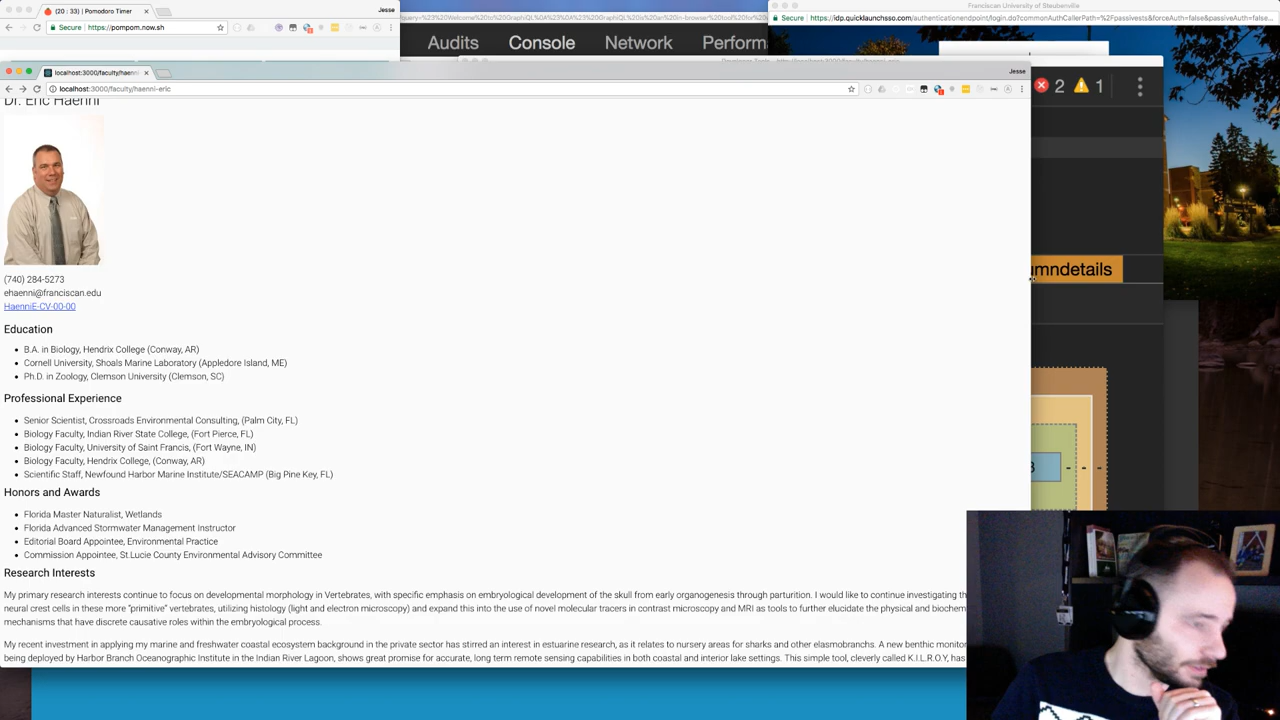 (20 : 33) | Pomodoro Timer
Jesse
Secure | https://pompom.now.sh
Audits Console Network Performa
Franciscan University of Steubenville
Secure | https://idp.quicklaunchsso.com/authenticationendpoint/login.do?commonAuthCallerPath=%2Fpassivests&forceAuth=false&passiveAuth=false...
localhost:3000/faculty/haenni
Jesse
localhost:3000/faculty/haenni-eric
2 1
Dr. Eric Haenni
umndetails
(740) 284-5273
ehaenni@franciscan.edu
HaenniE-CV-00-00
Education
• B.A. in Biology, Hendrix College (Conway, AR)
• Cornell University, Shoals Marine Laboratory (Appledore Island, ME)
• Ph.D. in Zoology, Clemson University (Clemson, SC)
Professional Experience
• Senior Scientist, Crossroads Environmental Consulting, (Palm City, FL)
• Biology Faculty, Indian River State College, (Fort Pierce, FL)
• Biology Faculty, University of Saint Francis, (Fort Wayne, IN)
• Biology Faculty, Hendrix College, (Conway, AR)
• Scientific Staff, Newfound Harbor Marine Institute/SEACAMP (Big Pine Key, FL)
Honors and Awards
• Florida Master Naturalist, Wetlands
• Florida Advanced Stormwater Management Instructor
• Editorial Board Appointee, Environmental Practice
• Commission Appointee, St.Lucie County Environmental Advisory Committee
Research Interests
My primary research interests continue to focus on developmental morphology in Vertebrates, with specific emphasis on embryological development of the skull from early organogenesis through parturition. I would like to continue investigating th
neural crest cells in these more "primitive" vertebrates, utilizing histology (light and electron microscopy) and expand this into the use of novel molecular tracers in contrast microscopy and MRI as tools to further elucidate the physical and biochem
mechanisms that have discrete causative roles within the embryological process.
My recent investment in applying my marine and freshwater coastal ecosystem background in the private sector has stirred an interest in estuarine research, as it relates to nursery areas for sharks and other elasmobranchs. A new benthic monitor
being deployed by Harbor Branch Oceanographic Institute in the Indian River Lagoon, shows great promise for accurate, long term remote sensing capabilities in both coastal and interior lake settings. This simple tool, cleverly called K.I.L.R.O.Y, has